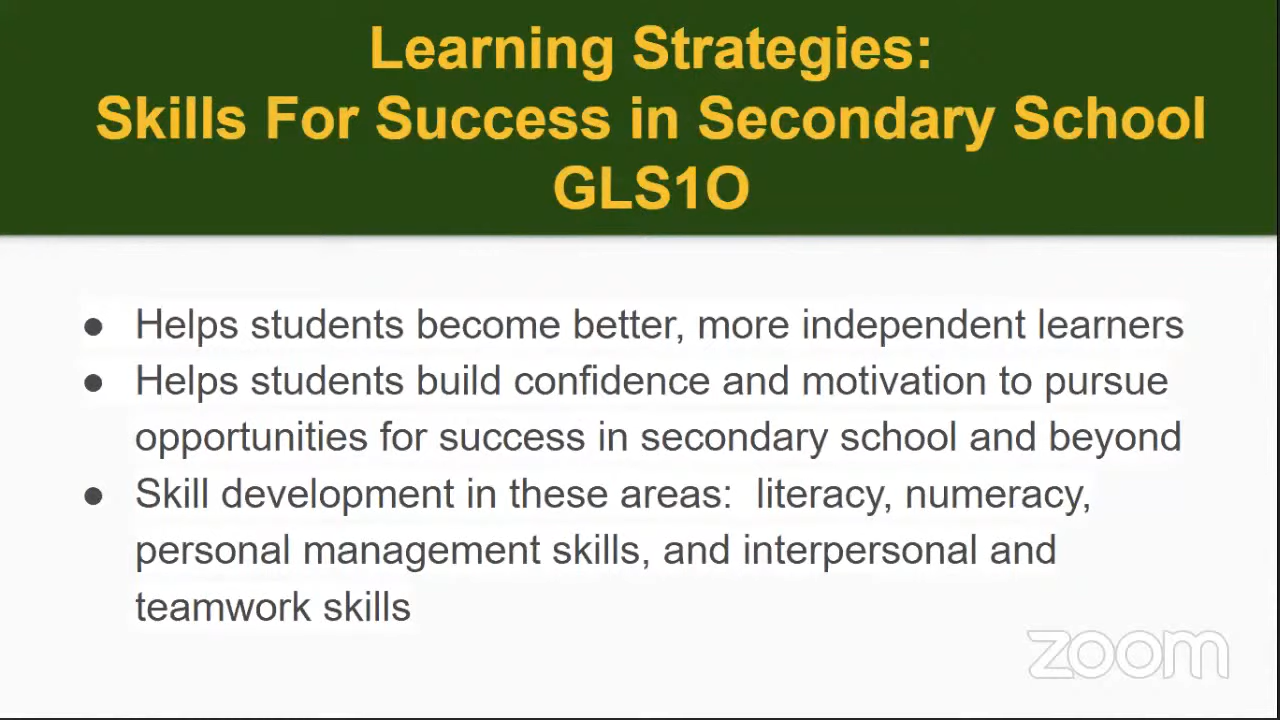 Learning Strategies:
Skills For Success in Secondary School
GLS1O
● Helps students become better, more independent learners
● Helps students build confidence and motivation to pursue
opportunities for success in secondary school and beyond
● Skill development in these areas:  literacy, numeracy,
personal management skills, and interpersonal and
teamwork skills
zoom